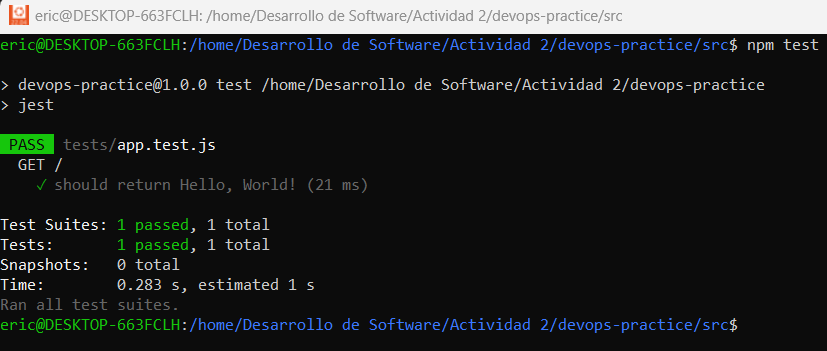 eric@DESKTOP-663FCLH: /home/Desarrollo de Software/Actividad 2/devops-practice/src
eric@DESKTOP-663FCLH:/home/Desarrollo de Software/Actividad 2/devops-practice/src$ npm test
> devops-practice@1.0.0 test /home/Desarrollo de Software/Actividad 2/devops-practice
> jest
PASS tests/app.test.js
GET /
✓ should return Hello, World! (21 ms)
Test Suites: 1 passed, 1 total
Tests: 1 passed, 1 total
Snapshots: 0 total
Time: 0.283 s, estimated 1 s
Ran all test suites.
eric@DESKTOP-663FCLH:/home/Desarrollo de Software/Actividad 2/devops-practice/src$